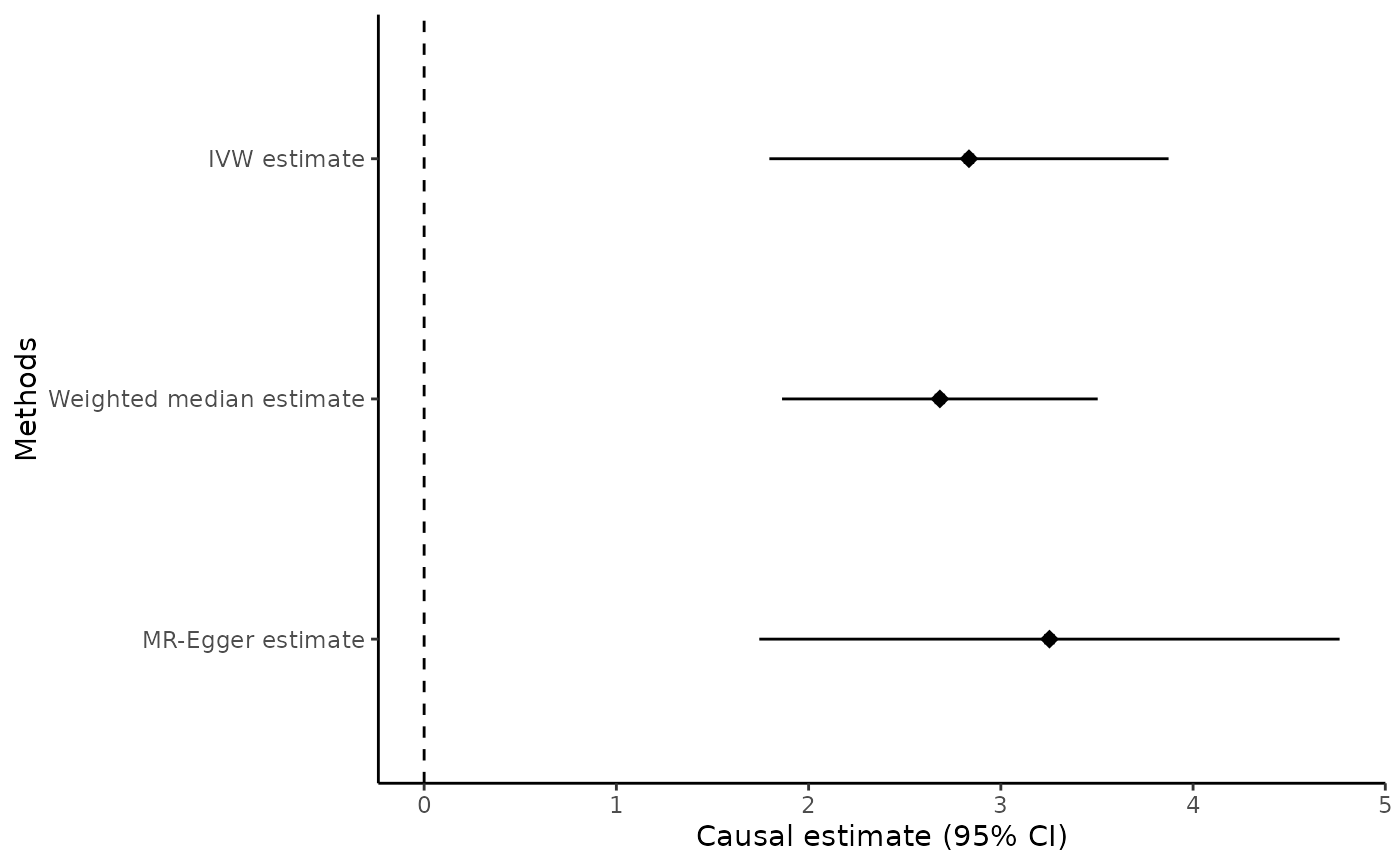 Methods
IVW estimate
Weighted median estimate
MR-Egger estimate
0 1 2 3 4 5
Causal estimate (95% CI)